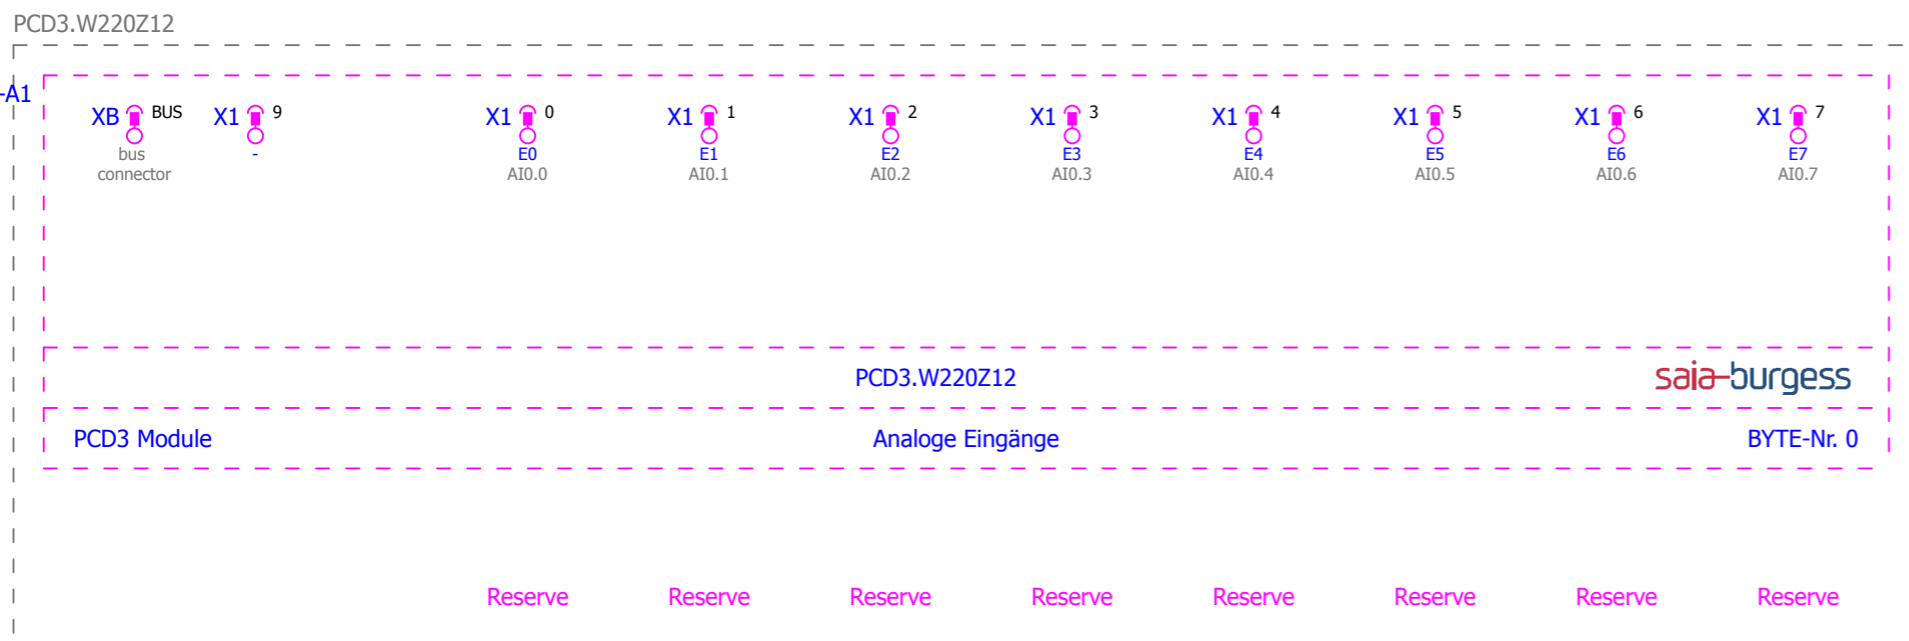 PCD3.W220Z12
-A1
XB BUS X1 9 X1 0 X1 1 X1 2 X1 3 X1 4 X1 5 X1 6 X1 7
bus - E0 E1 E2 E3 E4 E5 E6 E7
connector AI0.0 AI0.1 AI0.2 AI0.3 AI0.4 AI0.5 AI0.6 AI0.7
PCD3.W220Z12 saia-burgess
PCD3 Module Analoge Eingänge BYTE-Nr. 0
Reserve Reserve Reserve Reserve Reserve Reserve Reserve Reserve